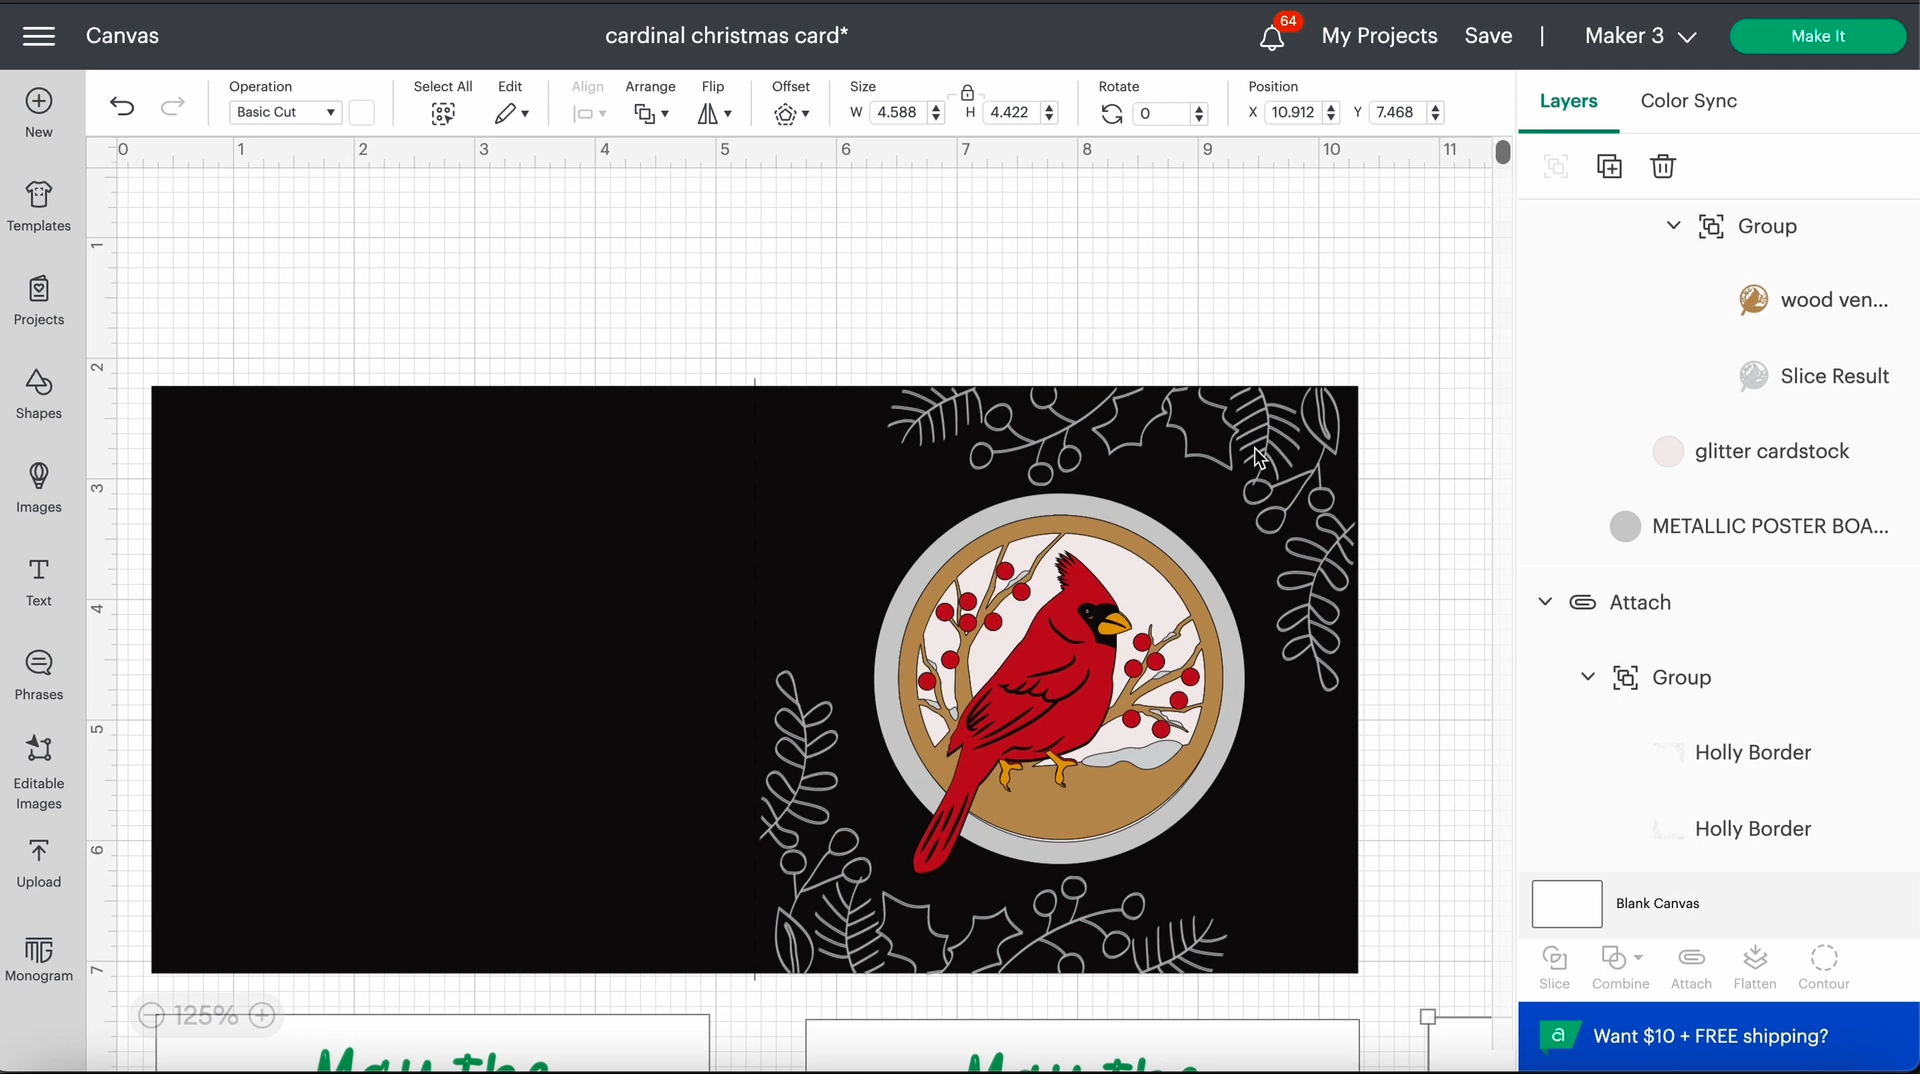 Canvas
cardinal christmas card*
64
My Projects
Save
|
Maker 3
Make It
New
Templates
Projects
Shapes
Images
Text
Phrases
Editable
Images
Upload
Monogram
Operation
Basic Cut
Select All
Edit
Align
Arrange
Flip
Offset
Size
W 4.588
H 4.422
Rotate
0
Position
X 10.912
Y 7.468
0 1 2 3 4 5 6 7 8 9 10 11
1
2
3
4
5
6
7
125%
May the
May the
Layers
Color Sync
Group
wood ven...
Slice Result
glitter cardstock
METALLIC POSTER BOA...
Attach
Group
Holly Border
Holly Border
Blank Canvas
Slice
Combine
Attach
Flatten
Contour
a
Want $10 + FREE shipping?